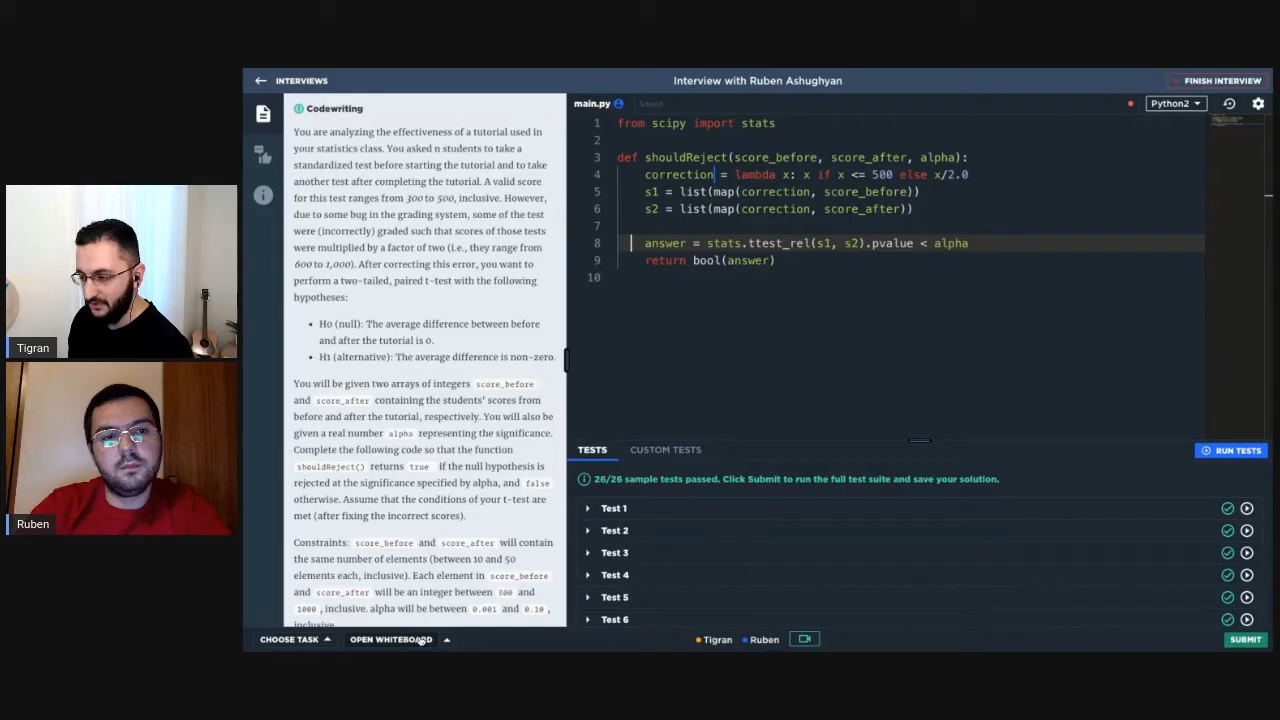 INTERVIEWS
Interview with Ruben Ashughyan
FINISH INTERVIEW
Codewriting
You are analyzing the effectiveness of a tutorial used in
your statistics class. You asked n students to take a
standardized test before starting the tutorial and to take
another test after completing the tutorial. A valid score
for this test ranges from 300 to 500, inclusive. However,
due to some bug in the grading system, some of the test
were (incorrectly) graded such that scores of those tests
were multiplied by a factor of two (i.e., they range from
600 to 1,000). After correcting this error, you want to
perform a two-tailed, paired t-test with the following
hypotheses:
• H0 (null): The average difference between before
and after the tutorial is 0.
• H1 (alternative): The average difference is non-zero.
You will be given two arrays of integers score_before
and score_after containing the students' scores from
before and after the tutorial, respectively. You will also be
given a real number alpha representing the significance.
Complete the following code so that the function
shouldReject() returns true if the null hypothesis is
rejected at the significance specified by alpha, and false
otherwise. Assume that the conditions of your t-test are
met (after fixing the incorrect scores).
Constraints: score_before and score_after will contain
the same number of elements (between 10 and 50
elements each, inclusive). Each element in score_before
and score_after will be an integer between 300 and
1000, inclusive. alpha will be between 0.001 and 0.10,
inclusive.
main.py Saved Python2
1 from scipy import stats
2
3 def shouldReject(score_before, score_after, alpha):
4 correction = lambda x: x if x <= 500 else x/2.0
5 s1 = list(map(correction, score_before))
6 s2 = list(map(correction, score_after))
7
8 answer = stats.ttest_rel(s1, s2).pvalue < alpha
9 return bool(answer)
10
TESTS CUSTOM TESTS RUN TESTS
26/26 sample tests passed. Click Submit to run the full test suite and save your solution.
Test 1
Test 2
Test 3
Test 4
Test 5
Test 6
CHOOSE TASK OPEN WHITEBOARD Tigran Ruben SUBMIT
Tigran
Ruben